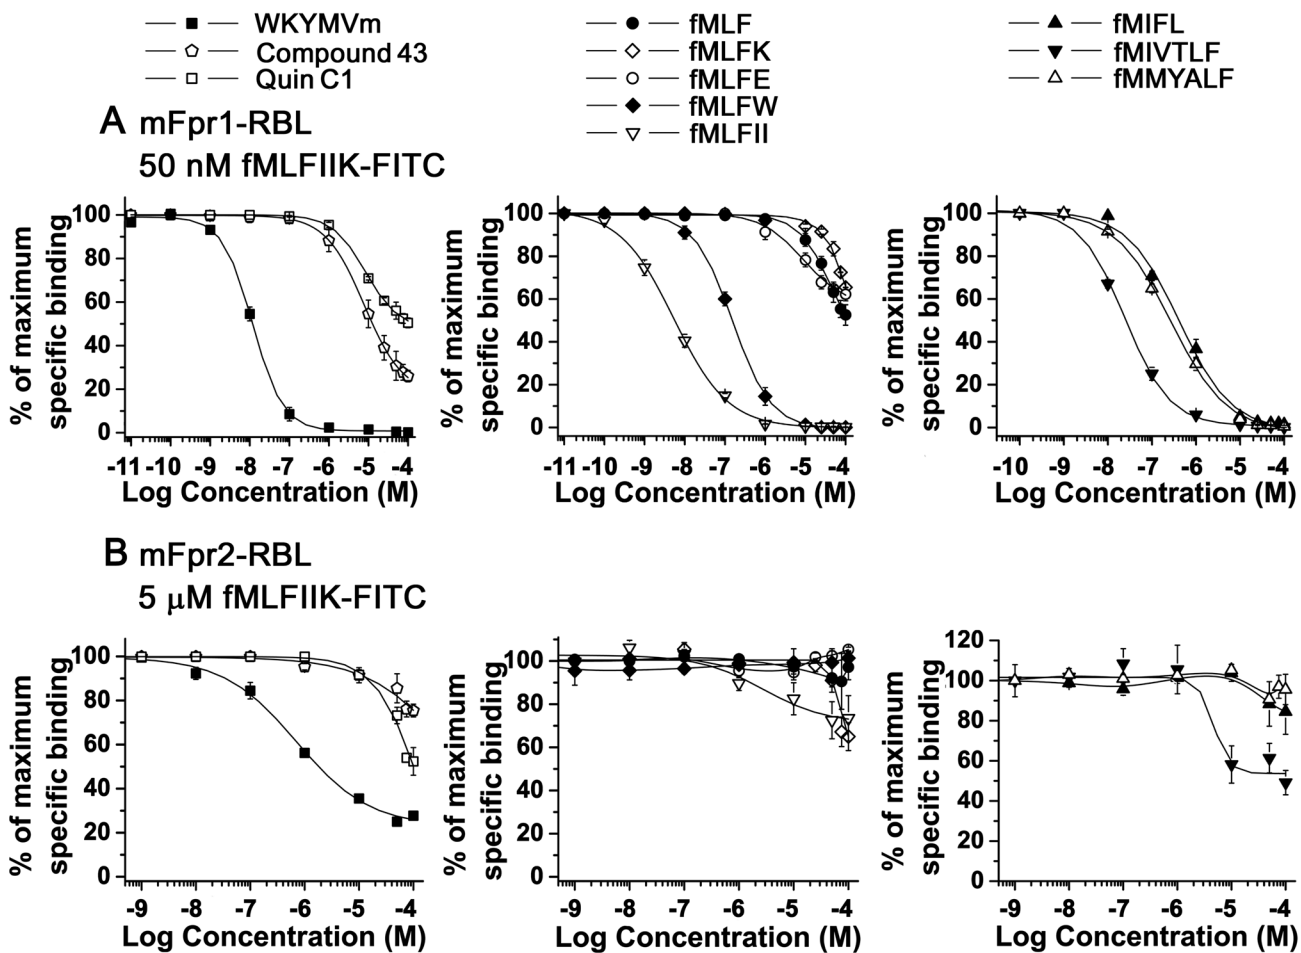 WKYMVm
Compound 43
Quin C1
fMLF
fMLFK
fMLFE
fMLFW
fMLFII
fMIFL
fMIVTLF
fMMYALF
A mFpr1-RBL
50 nM fMLFIIK-FITC
% of maximum
specific binding
100
80
60
40
20
0
-11 -10 -9 -8 -7 -6 -5 -4
Log Concentration (M)
% of maximum
specific binding
100
80
60
40
20
0
-11 -10 -9 -8 -7 -6 -5 -4
Log Concentration (M)
% of maximum
specific binding
100
80
60
40
20
0
-10 -9 -8 -7 -6 -5 -4
Log Concentration (M)
B mFpr2-RBL
5 μM fMLFIIK-FITC
% of maximum
specific binding
100
80
60
40
20
0
-9 -8 -7 -6 -5 -4
Log Concentration (M)
% of maximum
specific binding
100
80
60
40
20
0
-9 -8 -7 -6 -5 -4
Log Concentration (M)
% of maximum
specific binding
120
100
80
60
40
20
0
-9 -8 -7 -6 -5 -4
Log Concentration (M)